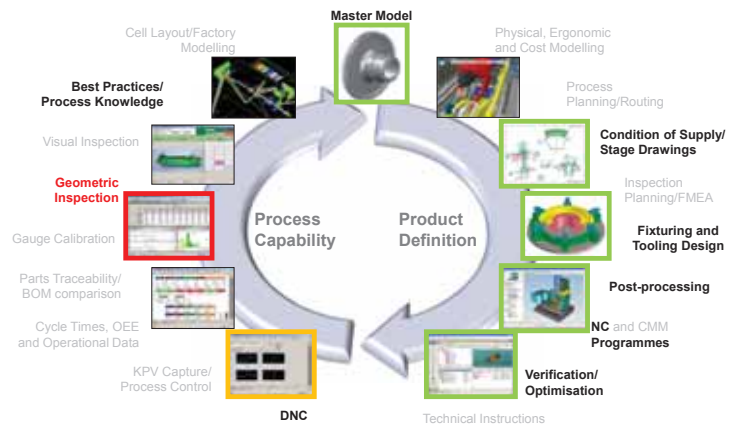 Master Model
Cell Layout/Factory
Modelling
Physical, Ergonomic
and Cost Modelling
Best Practices/
Process Knowledge
Process
Planning/Routing
Visual Inspection
Condition of Supply/
Stage Drawings
Geometric
Inspection
Inspection
Planning/FMEA
Process
Capability
Product
Definition
Gauge Calibration
Fixturing and
Tooling Design
Parts Traceability/
BOM comparison
Post-processing
Cycle Times, OEE
and Operational Data
NC and CMM
Programmes
KPV Capture/
Process Control
Verification/
Optimisation
DNC
Technical Instructions